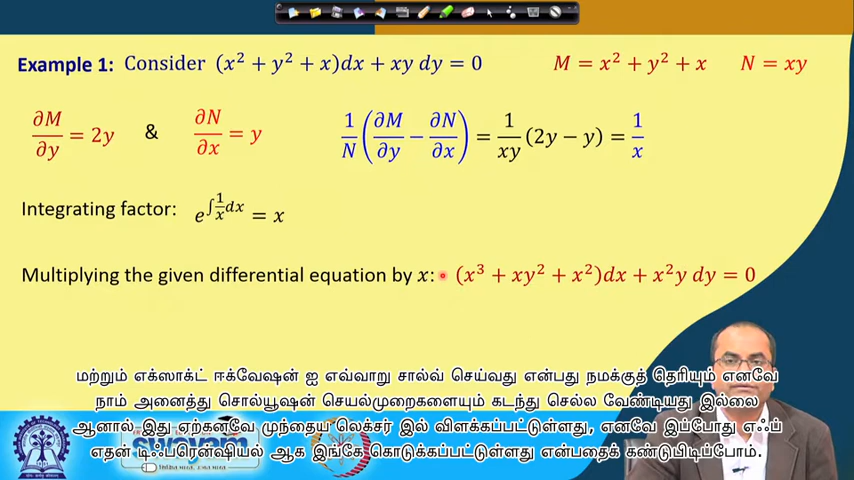 Example 1: Consider (x² + y² + x)dx + xy dy = 0 M = x² + y² + x N = xy
∂M/∂y = 2y & ∂N/∂x = y 1/N (∂M/∂y − ∂N/∂x) = 1/xy (2y − y) = 1/x
Integrating factor: e^∫(1/x)dx = x
Multiplying the given differential equation by x: (x³ + xy² + x²)dx + x²y dy = 0
மற்றும் எக்ஸாக்ட் ஈக்வேஷன் ஐ எவ்வாறு சால்வ் செய்வது என்பது நமக்குத் தெரியும் எனவே
நாம் அனைத்து சொல்யூஷன் செயல்முறைகளையும் கடந்து செல்ல வேண்டியது இல்லை
ஆனால் இது ஏற்கனவே முந்தைய லெக்சர் இல் விளக்கப்பட்டுள்ளது, எனவே இப்போது எஃப்
எதன் டிஃபரென்ஷியல் ஆக இங்கே கொடுக்கப்பட்டுள்ளது என்பதைக் கண்டுபிடிப்போம்.
swayam